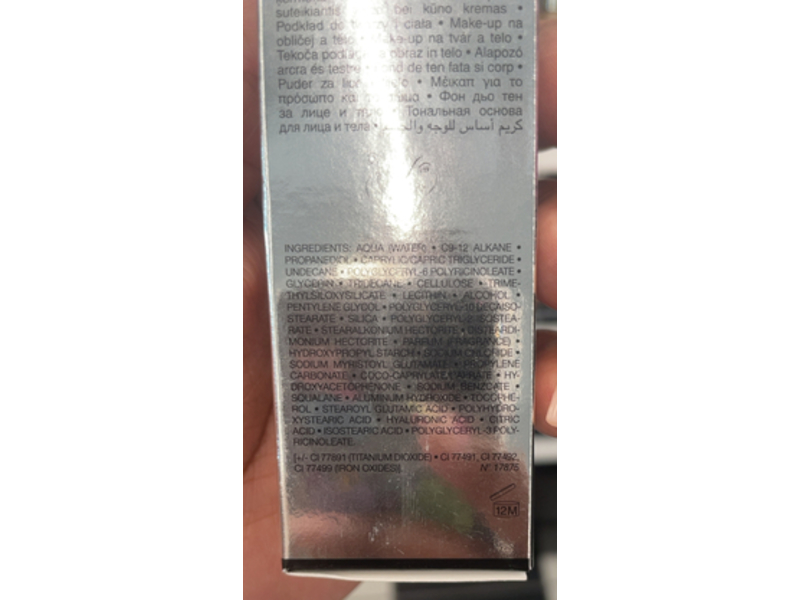 suteikiantis bei kūno kremas •
Podkład do twarzy i ciała • Make-up na
obličej a tělo • Make-up na tvár a telo •
Tekoča podlaga obraz in telo • Alapozó
arcra és testre • Fond de ten fata si corp •
Puder za lice • Μέικαπ για το
πρόσωπο και σώμα • Фон дьо тен
за лице и тяло • Тональная основа
для лица и тела • كريم أساس للوجه والجسم
INGREDIENTS: AQUA (WATER) • C9-12 ALKANE •
PROPANEDIOL • CAPRYLIC/CAPRIC TRIGLYCERIDE •
UNDECANE • POLYGLYCERYL-6 POLYRICINOLEATE •
GLYCERIN • TRIDECANE • CELLULOSE • TRIME-
THYLSILOXYSILICATE • LECITHIN • ALCOHOL •
PENTYLENE GLYCOL • POLYGLYCERYL-10 DECAISO-
STEARATE • SILICA • POLYGLYCERYL-2 ISOSTEA-
RATE • STEARALKONIUM HECTORITE • DISTEARDI-
MONIUM HECTORITE • PARFUM (FRAGRANCE) •
HYDROXYPROPYL STARCH • SODIUM CHLORIDE •
SODIUM MYRISTOYL GLUTAMATE • PROPYLENE
CARBONATE • COCO-CAPRYLATE/CAPRATE • HY-
DROXYACETOPHENONE • SODIUM BENZOATE •
SQUALANE • ALUMINUM HYDROXIDE • TOCOPHE-
ROL • STEAROYL GLUTAMIC ACID • POLYHYDRO-
XYSTEARIC ACID • HYALURONIC ACID • CITRIC
ACID • ISOSTEARIC ACID • POLYGLYCERYL-3 POLY-
RICINOLEATE.
[+/- CI 77891 (TITANIUM DIOXIDE) • CI 77491, CI 77492,
CI 77499 (IRON OXIDES)]. N° 17875
12M